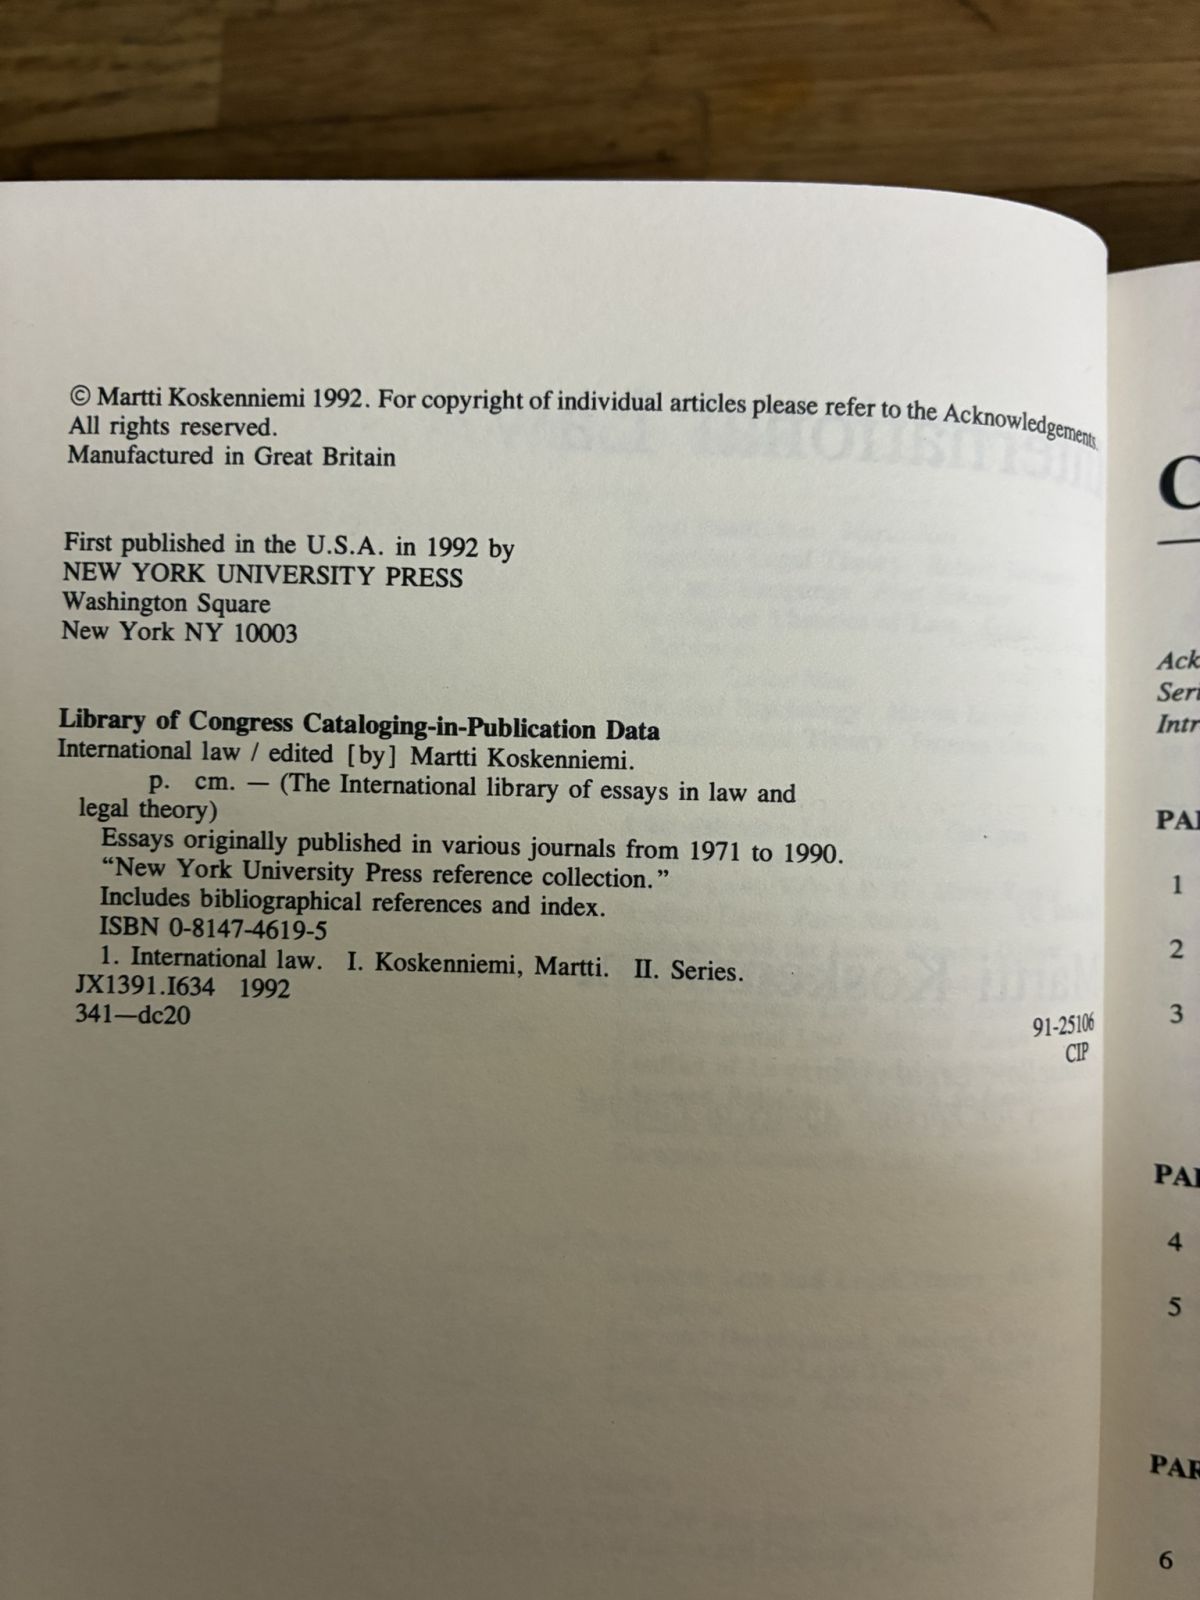 © Martti Koskenniemi 1992. For copyright of individual articles please refer to the Acknowledgements.
All rights reserved.
Manufactured in Great Britain
First published in the U.S.A. in 1992 by
NEW YORK UNIVERSITY PRESS
Washington Square
New York NY 10003
Library of Congress Cataloging-in-Publication Data
International law / edited [by] Martti Koskenniemi.
p. cm. — (The International library of essays in law and
legal theory)
Essays originally published in various journals from 1971 to 1990.
“New York University Press reference collection.”
Includes bibliographical references and index.
ISBN 0-8147-4619-5
1. International law. I. Koskenniemi, Martti. II. Series.
JX1391.I634 1992
341—dc20
91-25106
CIP
C
Ack
Seri
Intr
PA
1
2
3
PA
4
5
PAR
6